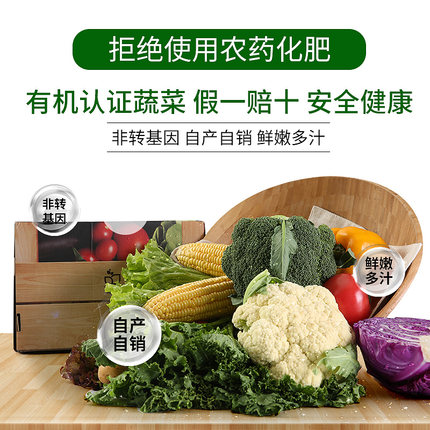 拒绝使用农药化肥
有机认证蔬菜 假一赔十 安全健康
非转基因 自产自销 鲜嫩多汁
非转
基因
鲜嫩
多汁
自产
自销